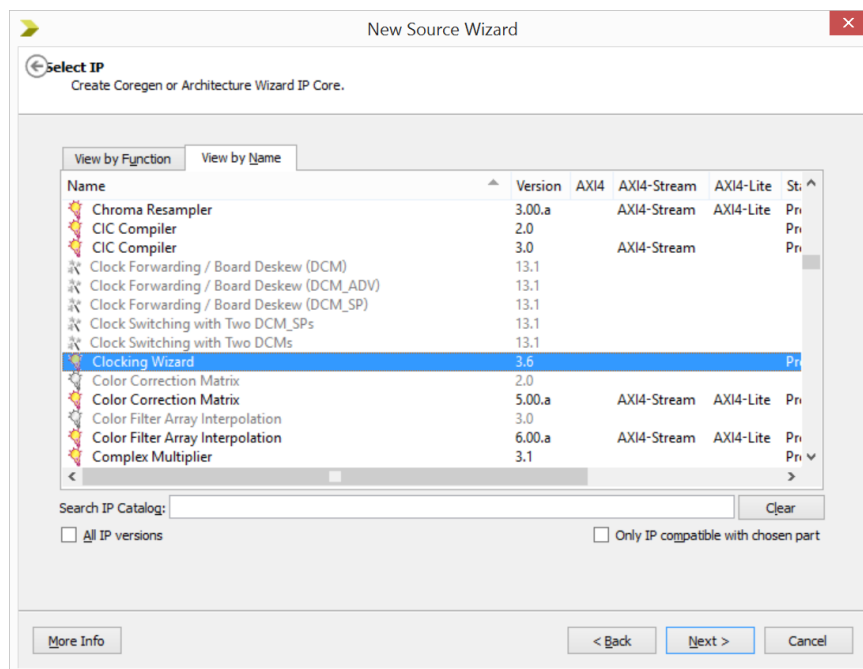 New Source Wizard
Select IP
Create Coregen or Architecture Wizard IP Core.
View by Function View by Name
Name Version AXI4 AXI4-Stream AXI4-Lite
Chroma Resampler 3.00.a AXI4-Stream AXI4-Lite
CIC Compiler 2.0
CIC Compiler 3.0 AXI4-Stream
Clock Forwarding / Board Deskew (DCM) 13.1
Clock Forwarding / Board Deskew (DCM_ADV) 13.1
Clock Forwarding / Board Deskew (DCM_SP) 13.1
Clock Switching with Two DCM_SPs 13.1
Clock Switching with Two DCMs 13.1
Clocking Wizard 3.6
Color Correction Matrix 2.0
Color Correction Matrix 5.00.a AXI4-Stream AXI4-Lite
Color Filter Array Interpolation 3.0
Color Filter Array Interpolation 6.00.a AXI4-Stream AXI4-Lite
Complex Multiplier 3.1
Search IP Catalog: Clear
All IP versions Only IP compatible with chosen part
More Info < Back Next > Cancel